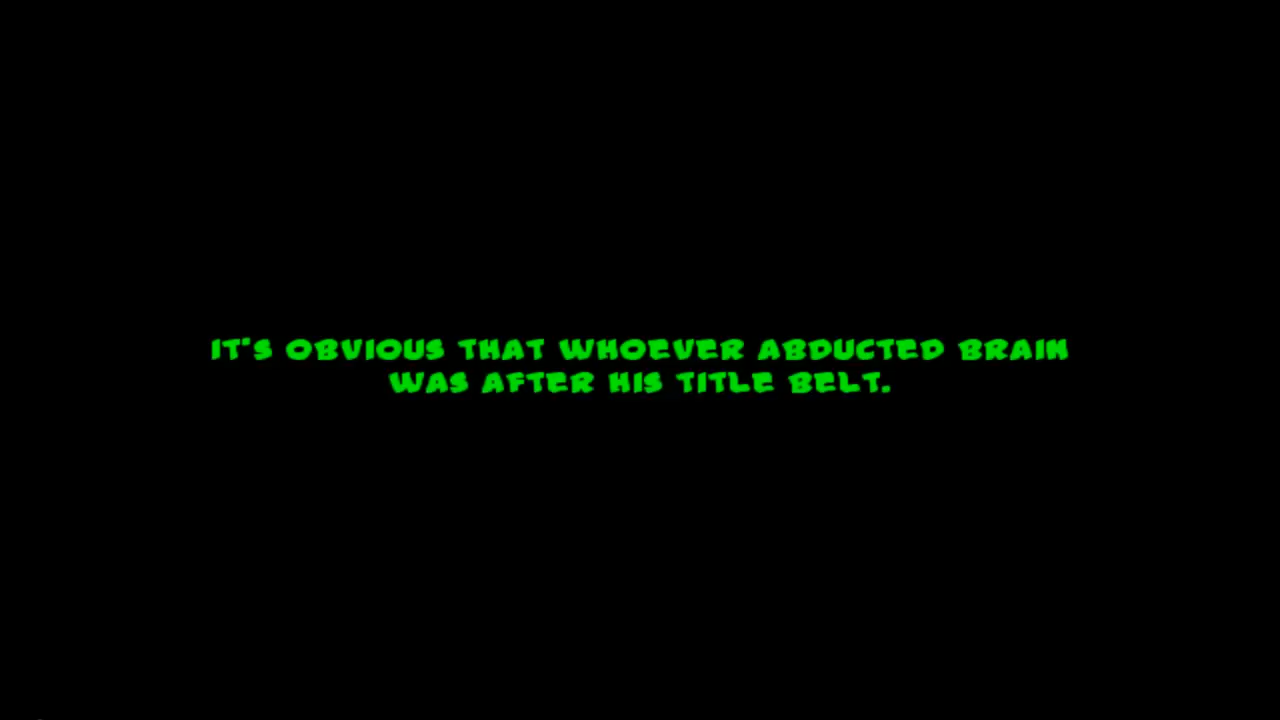 IT'S OBVIOUS THAT WHOEVER ABDUCTED BRAIN
WAS AFTER HIS TITLE BELT.